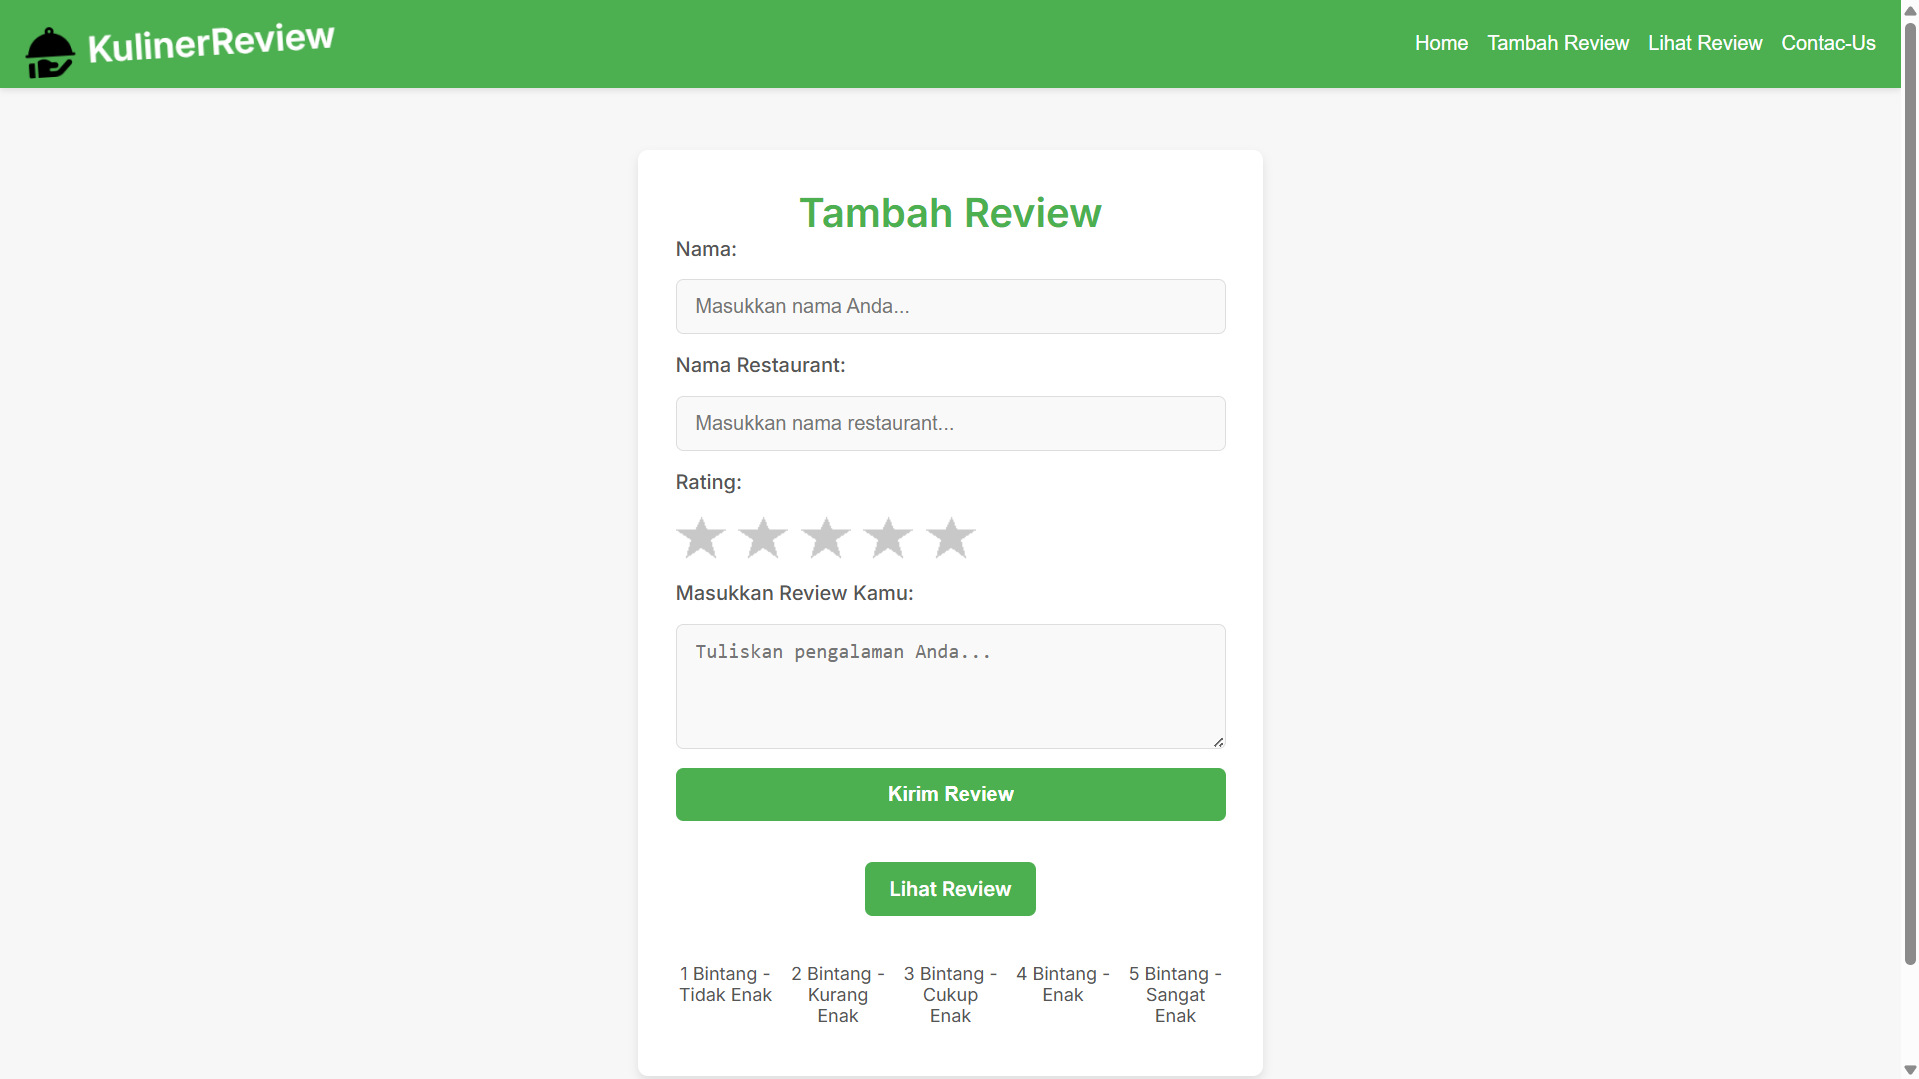 KulinerReview
Home Tambah Review Lihat Review Contac-Us
Tambah Review
Nama:
Masukkan nama Anda...
Nama Restaurant:
Masukkan nama restaurant...
Rating:
Masukkan Review Kamu:
Tuliskan pengalaman Anda...
Kirim Review
Lihat Review
1 Bintang -
Tidak Enak
2 Bintang -
Kurang
Enak
3 Bintang -
Cukup
Enak
4 Bintang -
Enak
5 Bintang -
Sangat
Enak